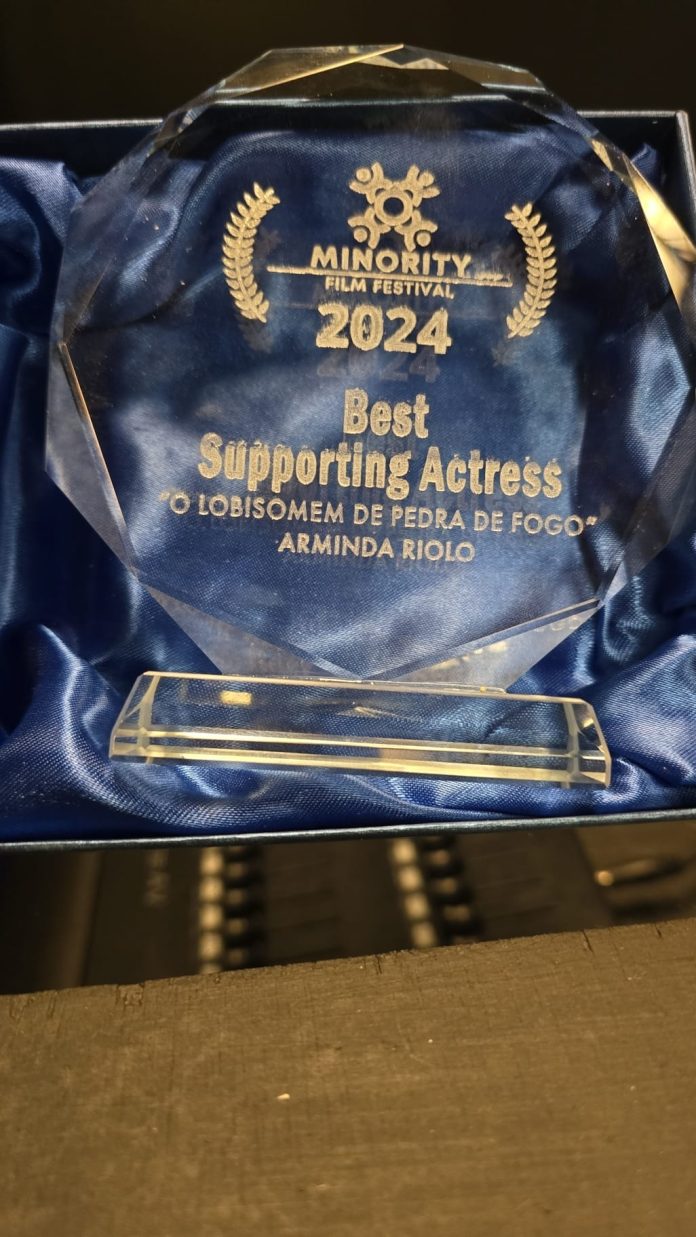 MINORITY
FILM FESTIVAL
2024
Best
Supporting Actress
"O LOBISOMEM DE PEDRA DE FOGO"
ARMINDA RIOLO